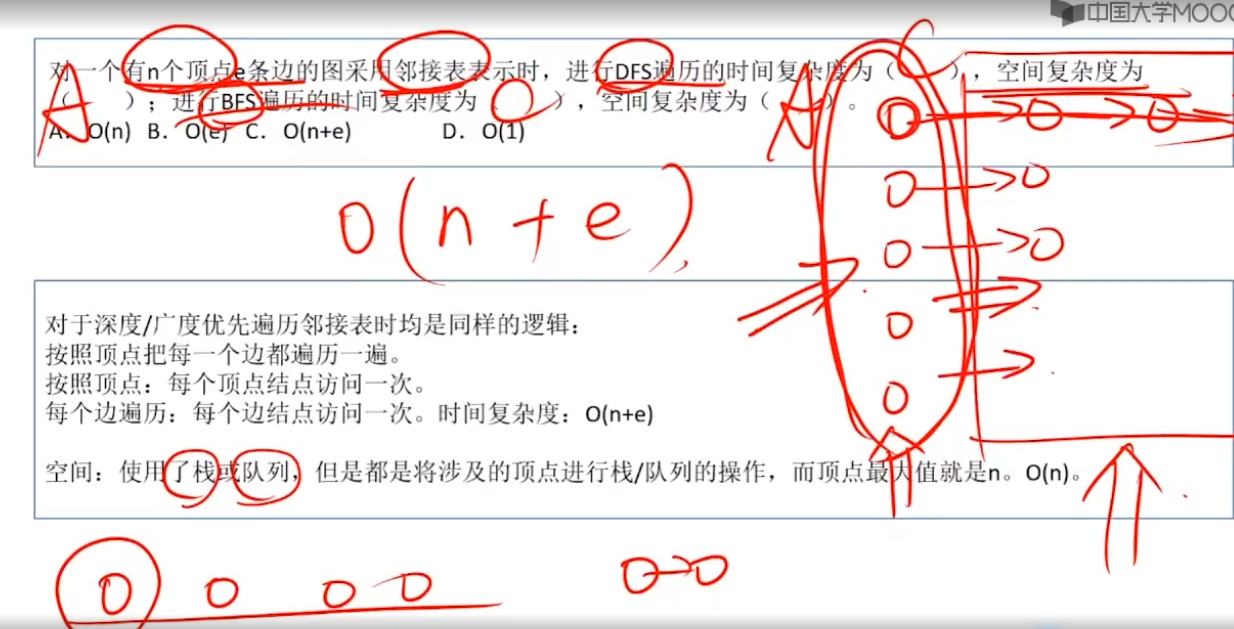 中国大学MOOC
对一个有n个顶点e条边的图采用邻接表表示时，进行DFS遍历的时间复杂度为（ C ），空间复杂度为
（ A ）；进行BFS遍历的时间复杂度为（ C ），空间复杂度为（ A ）。
A. O(n) B. O(e) C. O(n+e) D. O(1)
O(n+e)
对于深度/广度优先遍历邻接表时均是同样的逻辑：
按照顶点把每一个边都遍历一遍。
按照顶点：每个顶点结点访问一次。
每个边遍历：每个边结点访问一次。时间复杂度：O(n+e)
空间：使用了栈或队列，但是都是将涉及的顶点进行栈/队列的操作，而顶点最大值就是n。O(n)。